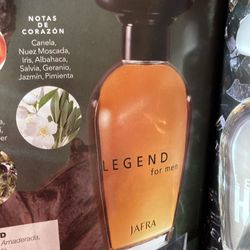 NOTAS
DE
CORAZÓN
Canela,
Nuez Moscada,
Iris, Albahaca,
Salvia, Geranio,
Jazmín, Pimienta
LEGEND
for men
JAFRA
Amaderada.